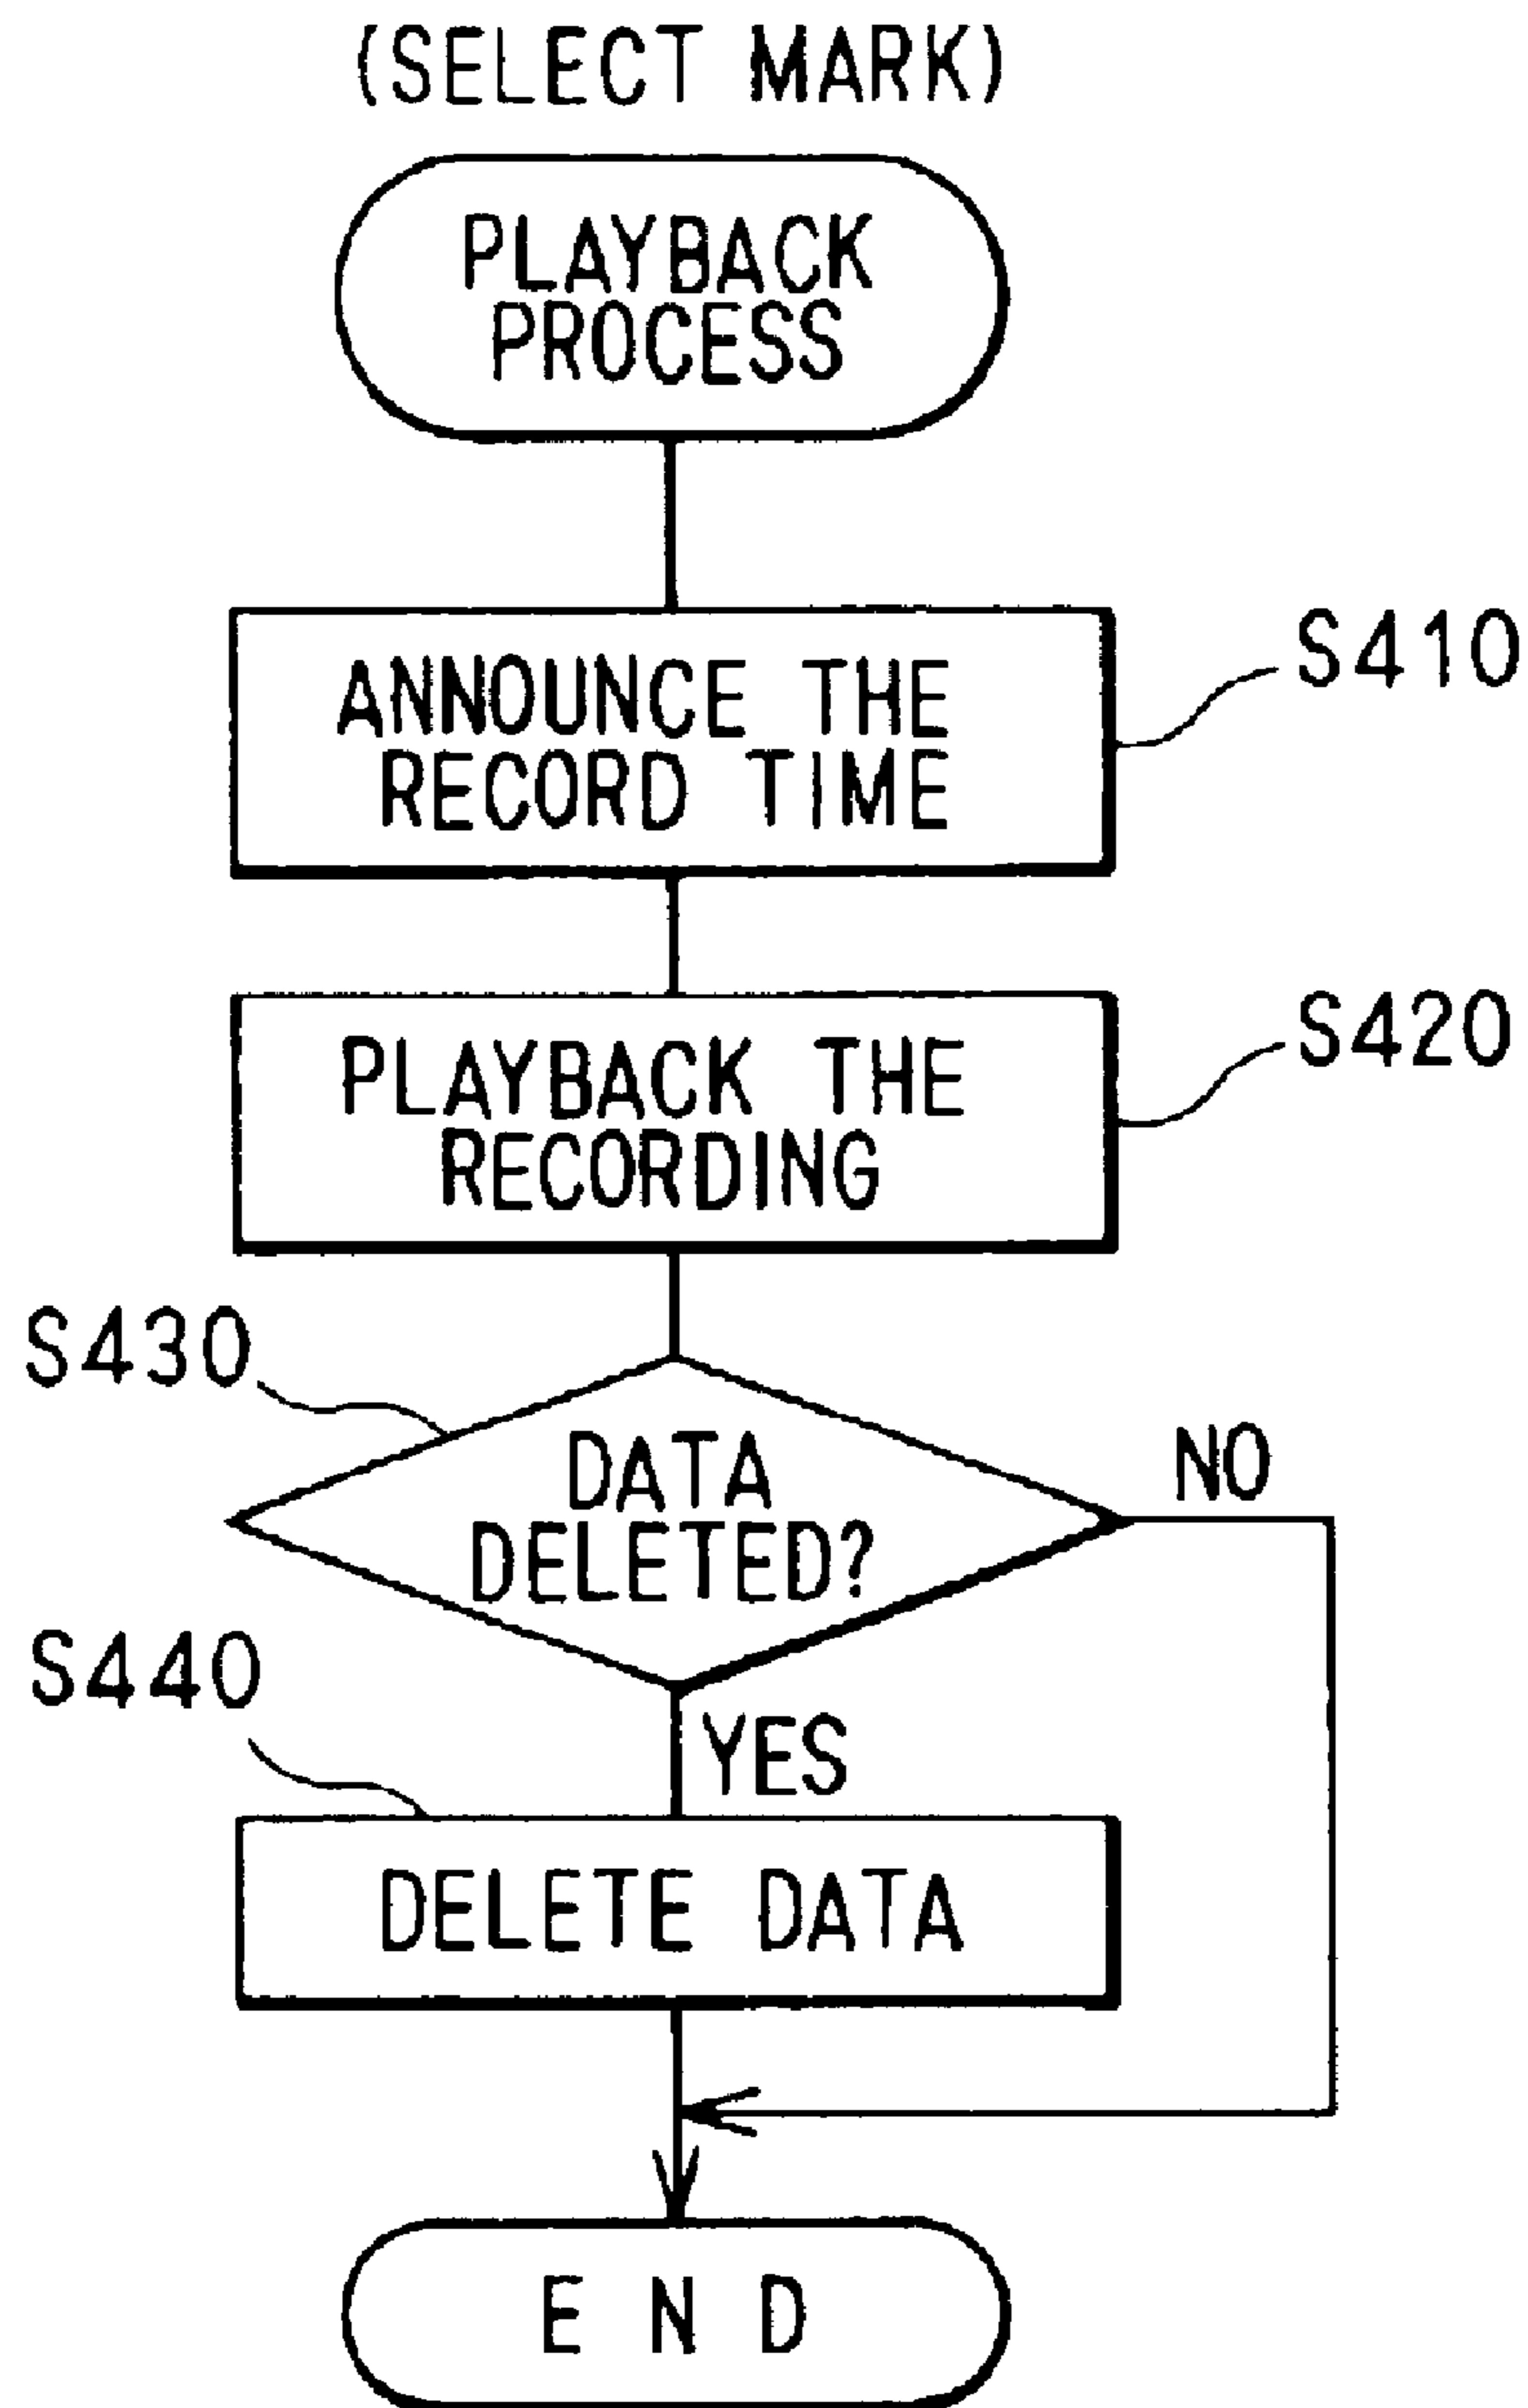 (SELECT MARK)
PLAYBACK
PROCESS
ANNOUNCE THE
RECORD TIME
S410
PLAYBACK THE
RECORDING
S420
S430
DATA
DELETED?
NO
S440
YES
DELETE DATA
END